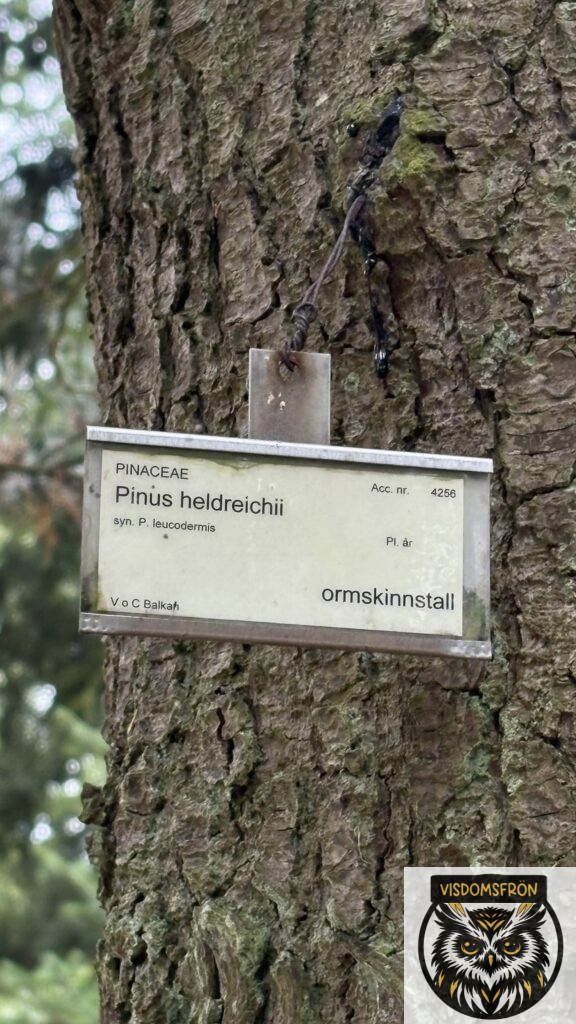 PINACEAE
Acc. nr. 4256
Pinus heldreichii
syn. P. leucodermis
Pl. år
ormskinnstall
V o C Balkan
VISDOMSFRÖN